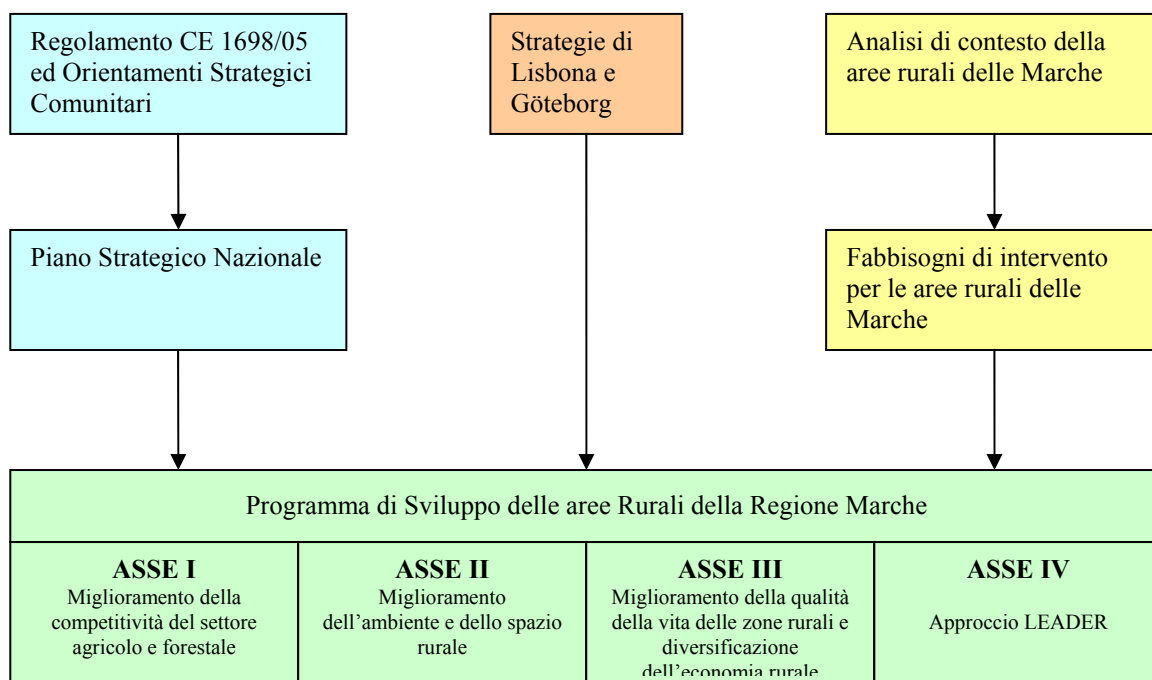 Regolamento CE 1698/05
ed Orientamenti Strategici
Comunitari
Strategie di
Lisbona e
Göteborg
Analisi di contesto della
aree rurali delle Marche
Piano Strategico Nazionale
Fabbisogni di intervento
per le aree rurali delle
Marche
Programma di Sviluppo delle aree Rurali della Regione Marche
ASSE I
Miglioramento della
competitività del settore
agricolo e forestale
ASSE II
Miglioramento
dell'ambiente e dello spazio
rurale
ASSE III
Miglioramento della qualità
della vita delle zone rurali e
diversificazione
dell'economia rurale
ASSE IV
Approccio LEADER